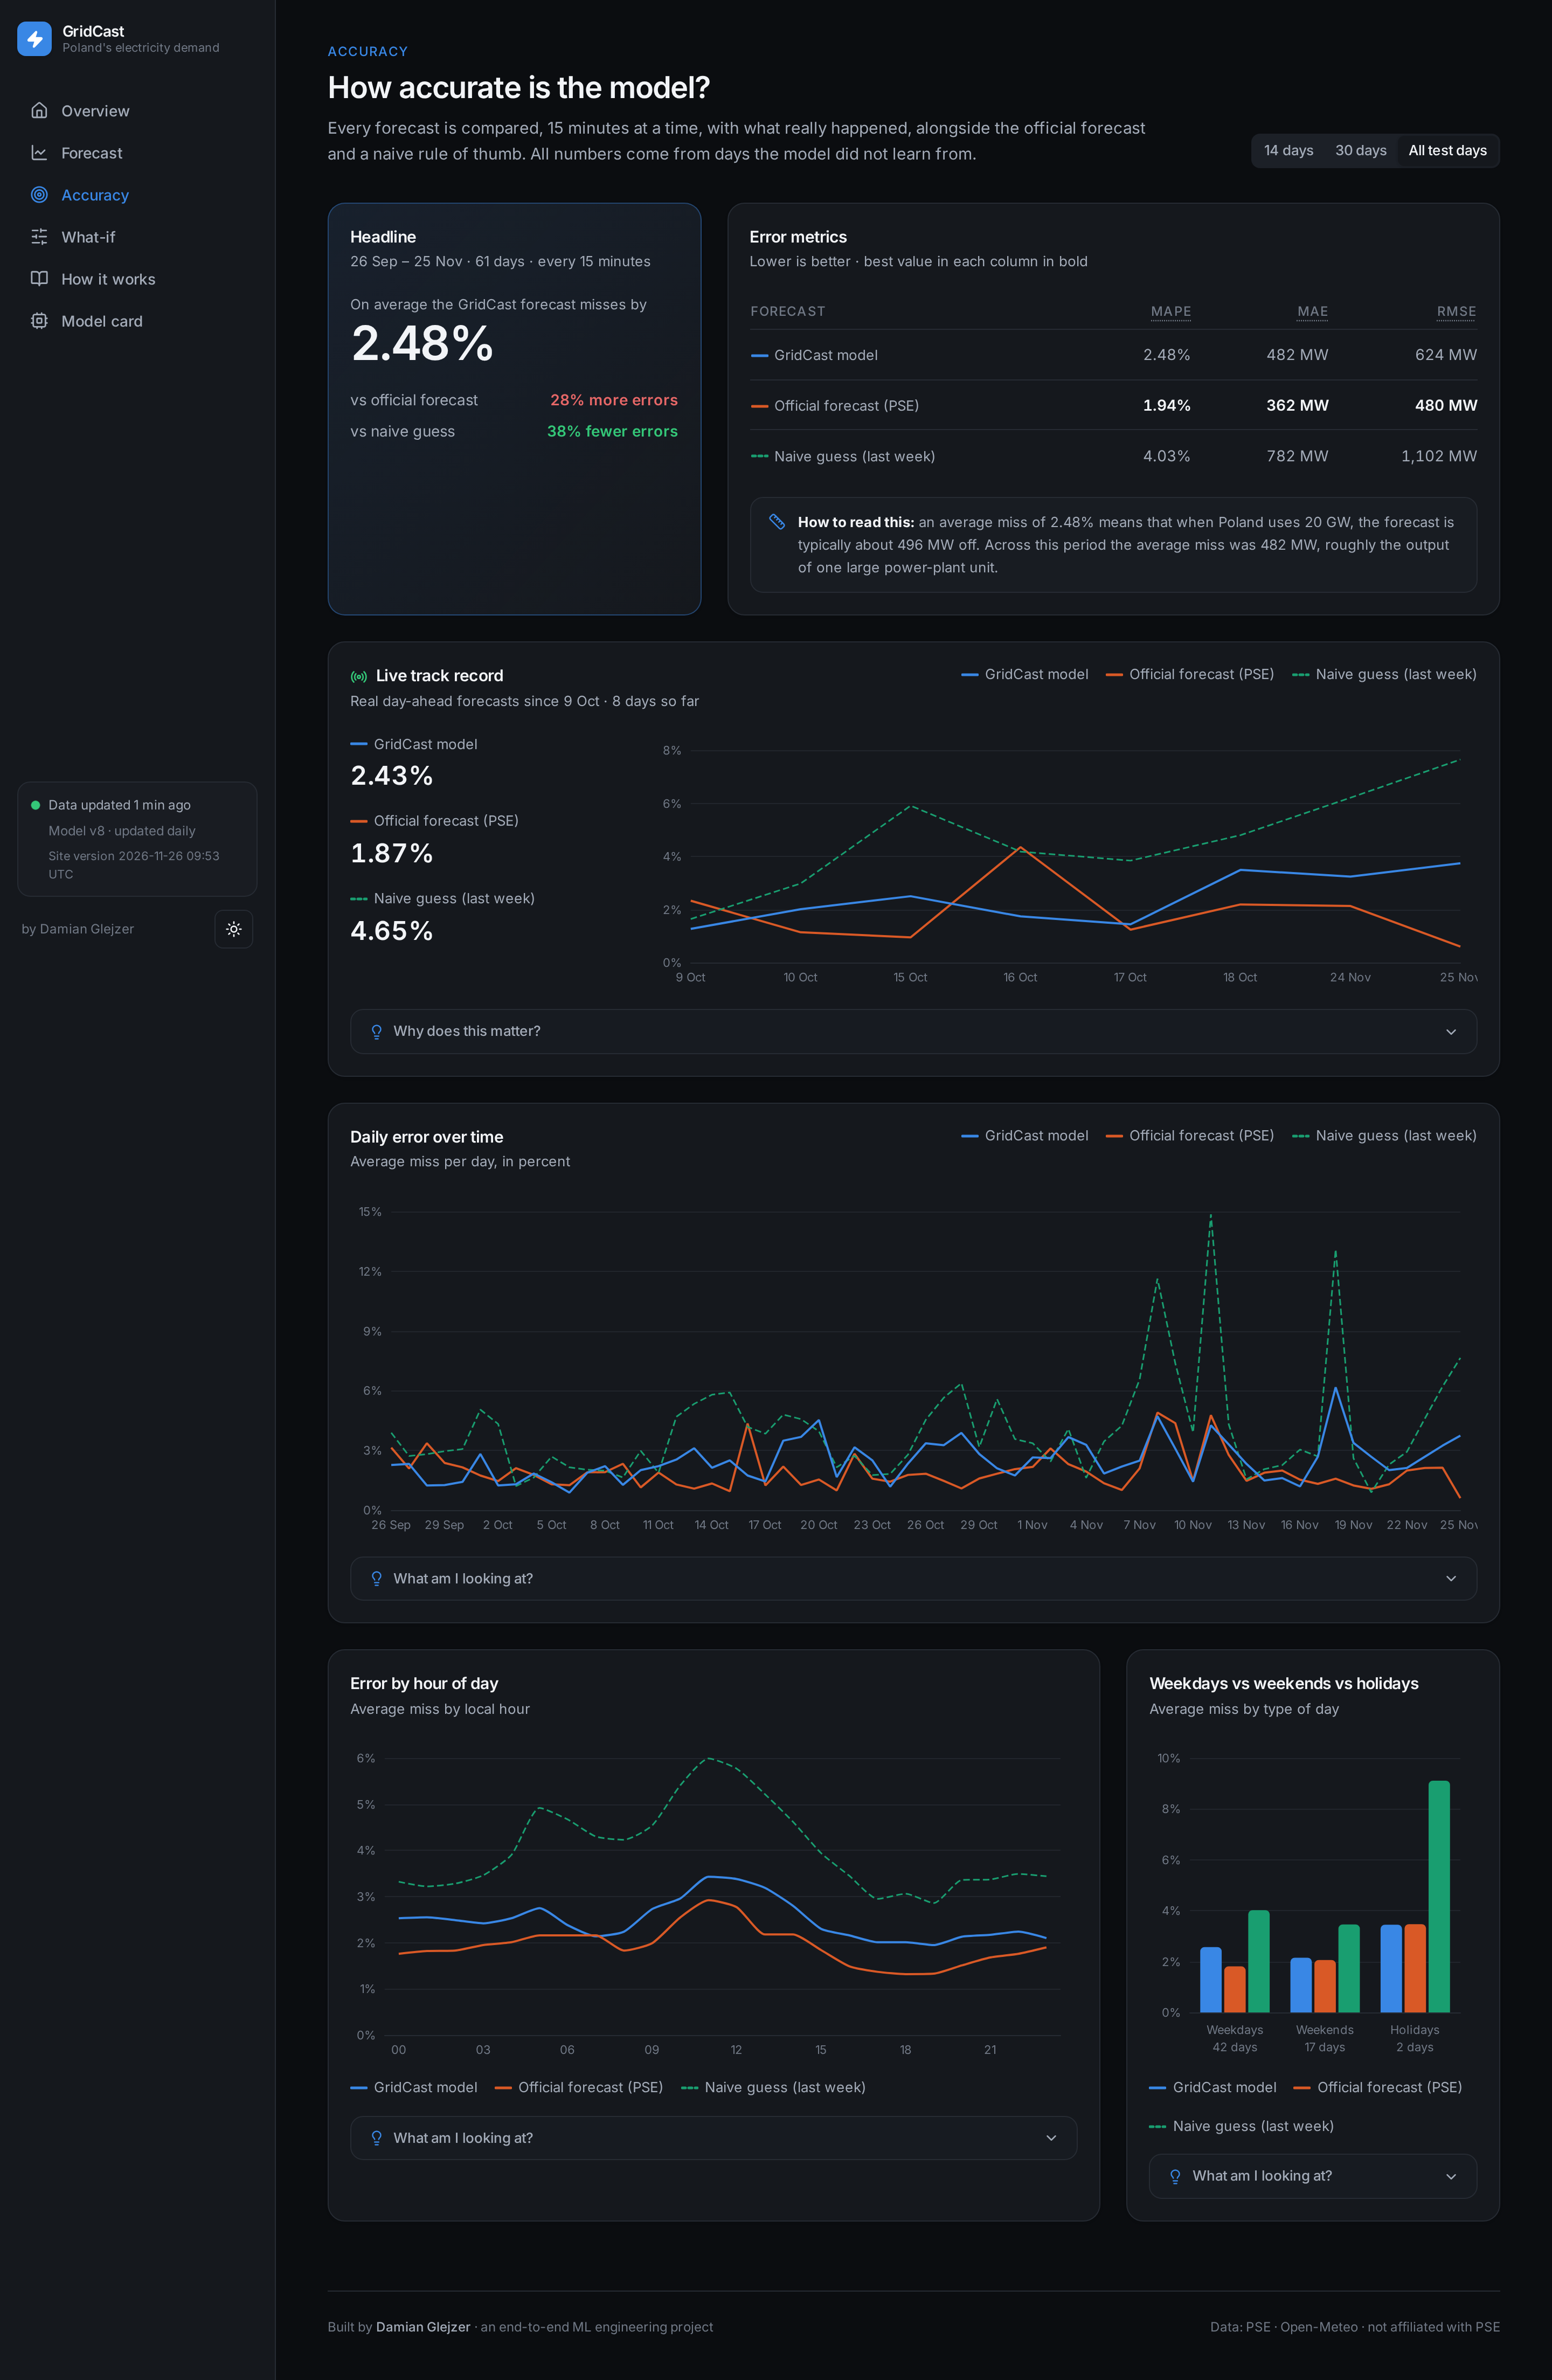 GridCast
Poland's electricity demand
Overview
Forecast
Accuracy
What-if
How it works
Model card
Data updated 1 min ago
Model v8 · updated daily
Site version 2026-11-26 09:53
UTC
by Damian Glejzer
ACCURACY
How accurate is the model?
Every forecast is compared, 15 minutes at a time, with what really happened, alongside the official forecast
and a naive rule of thumb. All numbers come from days the model did not learn from.
14 days 30 days All test days
Headline
26 Sep – 25 Nov · 61 days · every 15 minutes
On average the GridCast forecast misses by
2.48%
vs official forecast 28% more errors
vs naive guess 38% fewer errors
Error metrics
Lower is better · best value in each column in bold
FORECAST MAPE MAE RMSE
GridCast model 2.48% 482 MW 624 MW
Official forecast (PSE) 1.94% 362 MW 480 MW
Naive guess (last week) 4.03% 782 MW 1,102 MW
How to read this: an average miss of 2.48% means that when Poland uses 20 GW, the forecast is
typically about 496 MW off. Across this period the average miss was 482 MW, roughly the output
of one large power-plant unit.
Live track record
Real day-ahead forecasts since 9 Oct · 8 days so far
GridCast model Official forecast (PSE) Naive guess (last week)
GridCast model
2.43%
Official forecast (PSE)
1.87%
Naive guess (last week)
4.65%
8%
6%
4%
2%
0%
9 Oct 10 Oct 15 Oct 16 Oct 17 Oct 18 Oct 24 Nov 25 Nov
Why does this matter?
Daily error over time
Average miss per day, in percent
GridCast model Official forecast (PSE) Naive guess (last week)
15%
12%
9%
6%
3%
0%
26 Sep 29 Sep 2 Oct 5 Oct 8 Oct 11 Oct 14 Oct 17 Oct 20 Oct 23 Oct 26 Oct 29 Oct 1 Nov 4 Nov 7 Nov 10 Nov 13 Nov 16 Nov 19 Nov 22 Nov 25 Nov
What am I looking at?
Error by hour of day
Average miss by local hour
6%
5%
4%
3%
2%
1%
0%
00 03 06 09 12 15 18 21
GridCast model Official forecast (PSE) Naive guess (last week)
What am I looking at?
Weekdays vs weekends vs holidays
Average miss by type of day
10%
8%
6%
4%
2%
0%
Weekdays Weekends Holidays
42 days 17 days 2 days
GridCast model Official forecast (PSE)
Naive guess (last week)
What am I looking at?
Built by Damian Glejzer · an end-to-end ML engineering project
Data: PSE · Open-Meteo · not affiliated with PSE